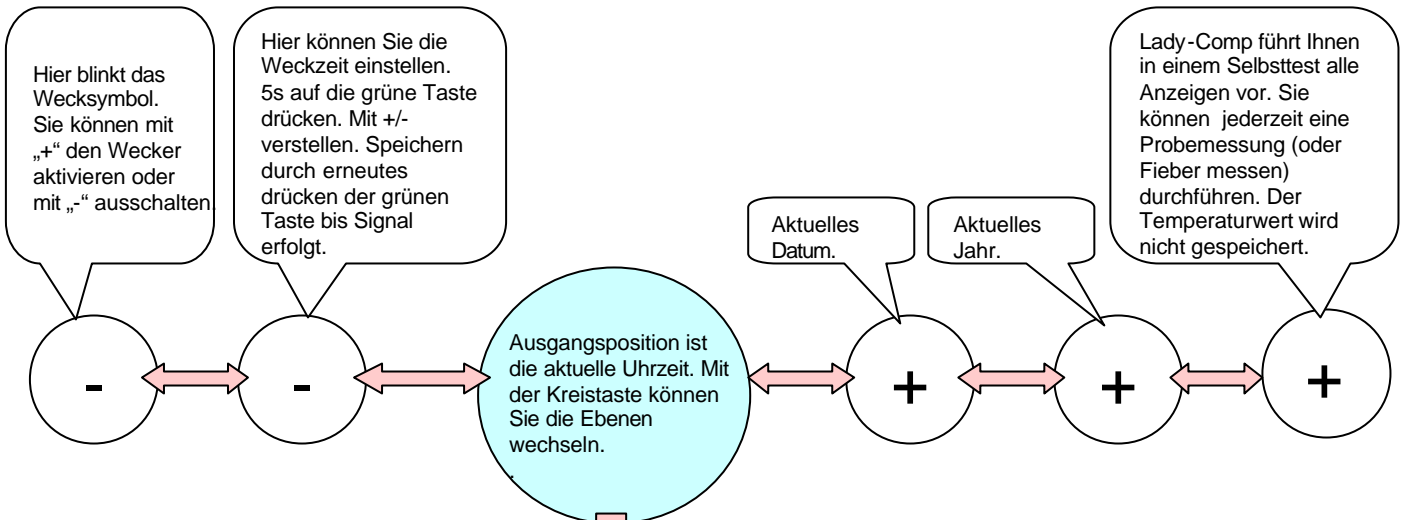 Hier blinkt das
Wecksymbol.
Sie können mit
„+“ den Wecker
aktivieren oder
mit „-“ ausschalten.
Hier können Sie die
Weckzeit einstellen.
5s auf die grüne Taste
drücken. Mit +/-
verstellen. Speichern
durch erneutes
drücken der grünen
Taste bis Signal
erfolgt.
Aktuelles
Datum.
Aktuelles
Jahr.
Lady-Comp führt Ihnen
in einem Selbsttest alle
Anzeigen vor. Sie
können jederzeit eine
Probemessung (oder
Fieber messen)
durchführen. Der
Temperaturwert wird
nicht gespeichert.
-
-
Ausgangsposition ist
die aktuelle Uhrzeit. Mit
der Kreistaste können
Sie die Ebenen
wechseln.
.
+
+
+